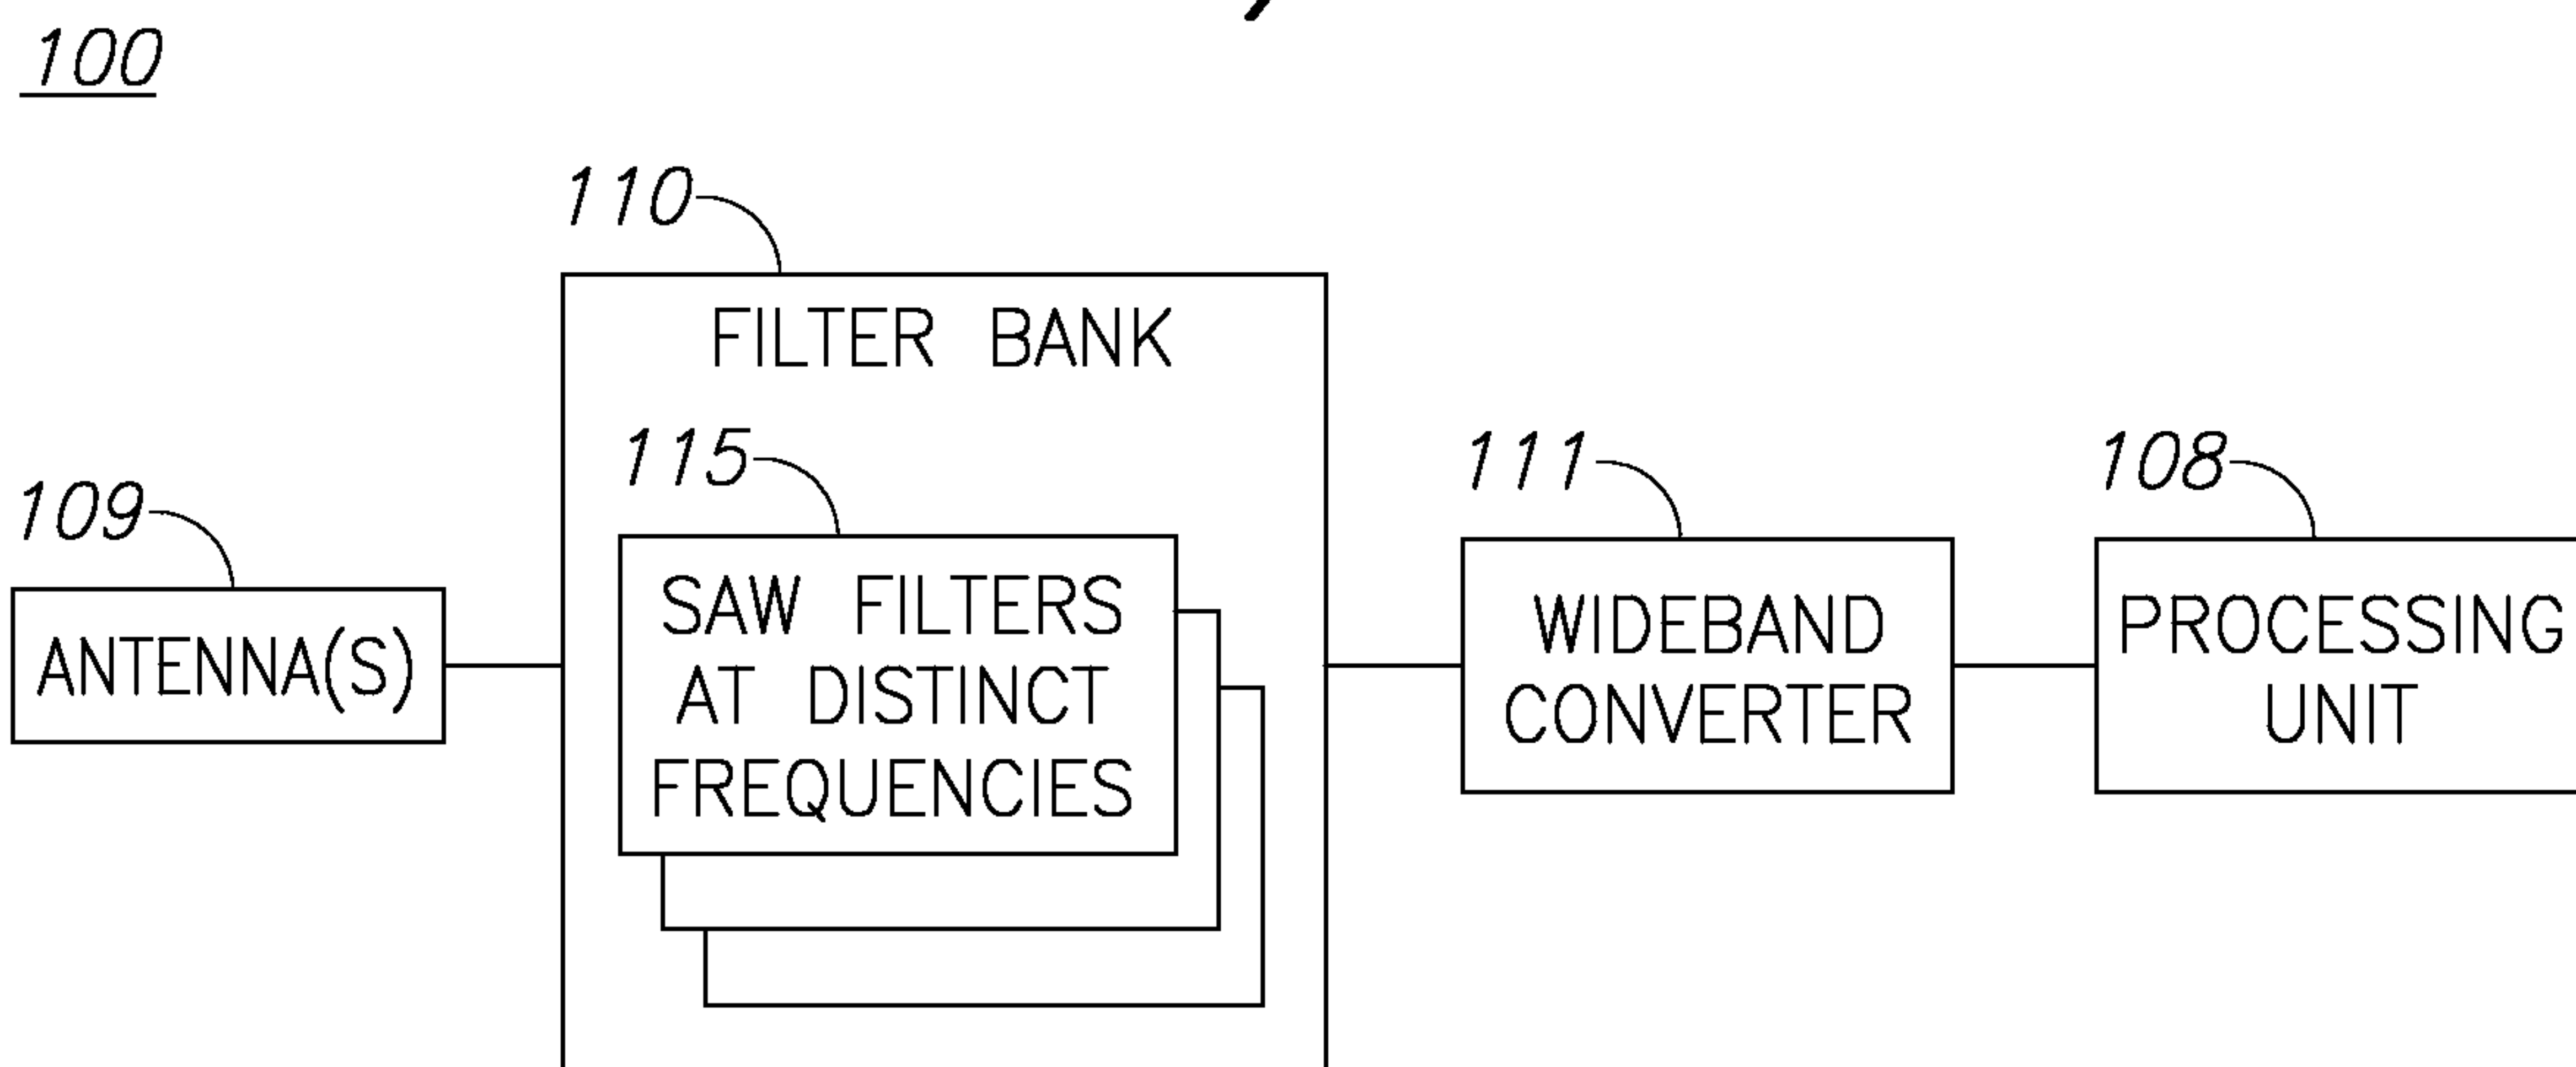 100
110
FILTER BANK
115
SAW FILTERS
AT DISTINCT
FREQUENCIES
109
ANTENNA(S)
111
WIDEBAND
CONVERTER
108
PROCESSING
UNIT